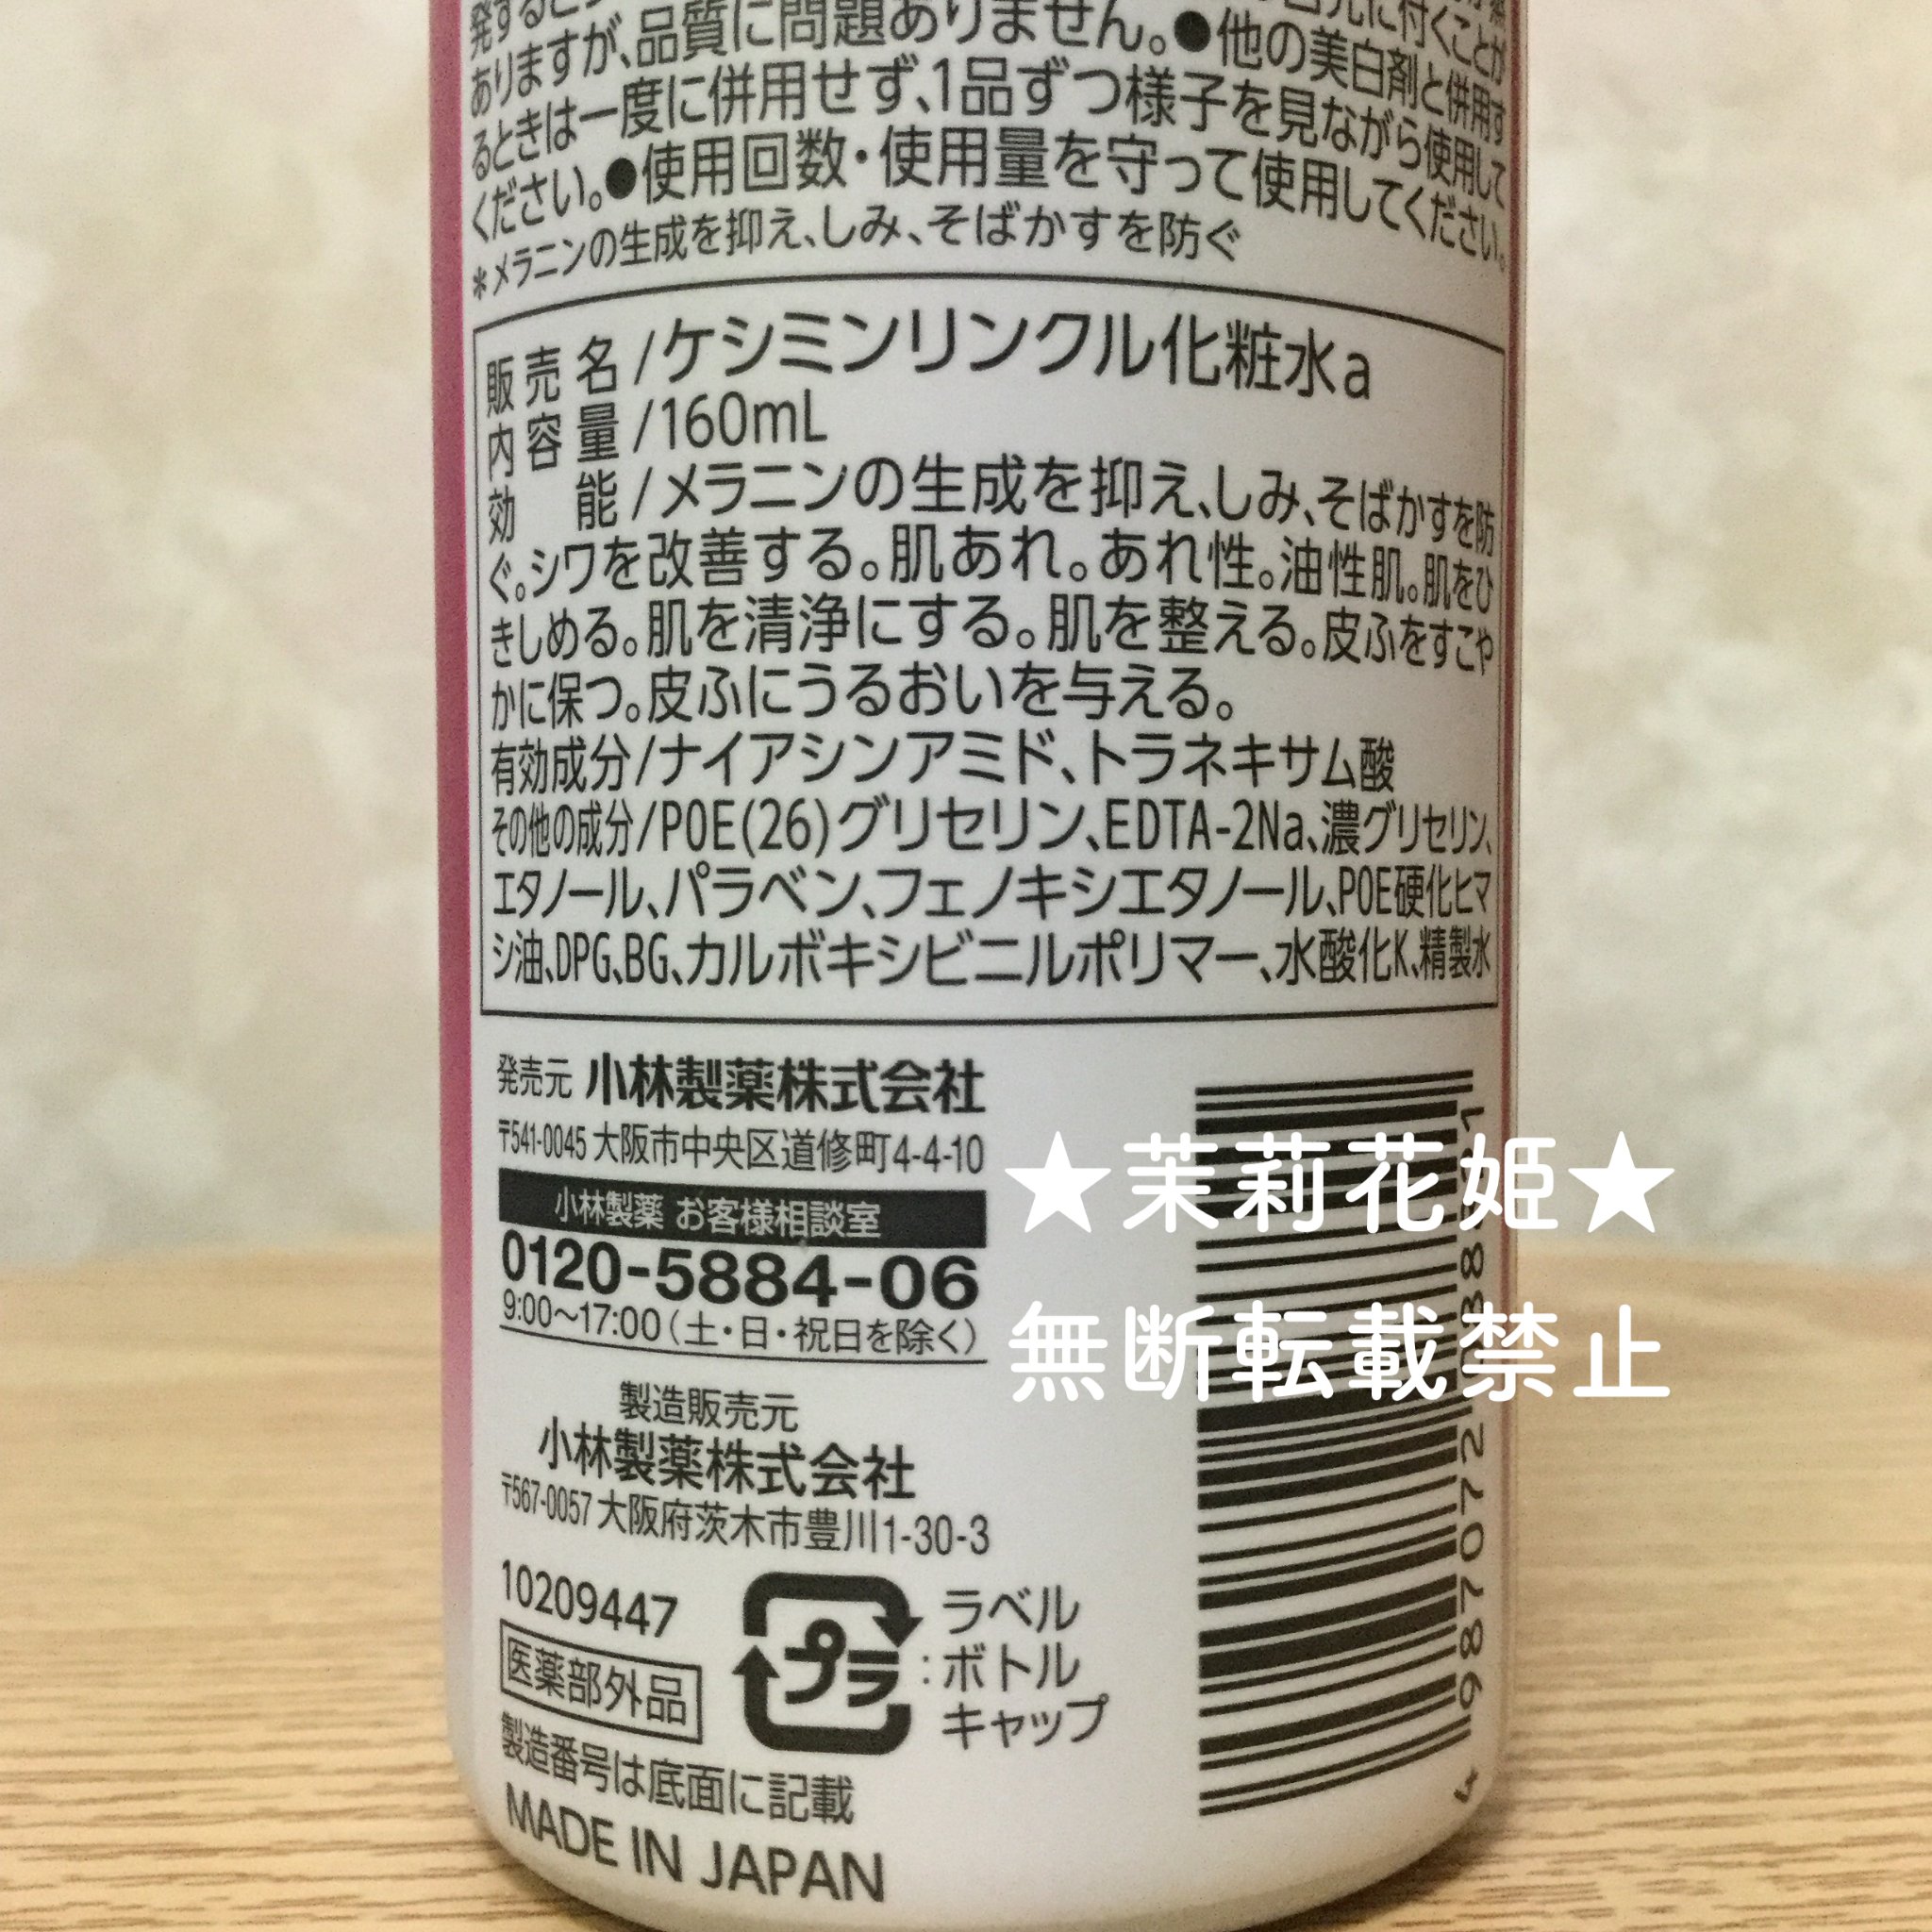 ありますが、品質に問題ありません。●他の美白剤と併用す
るときは一度に併用せず、1品ずつ様子を見ながら使用して
ください。●使用回数・使用量を守って使用してください。
*メラニンの生成を抑え、しみ、そばかすを防ぐ
販売名/ケシミンリンクル化粧水a
内容量/160mL
効能/メラニンの生成を抑え、しみ、そばかすを防
ぐ。シワを改善する。肌あれ。あれ性。油性肌。肌をひ
きしめる。肌を清浄にする。肌を整える。皮ふをすこや
かに保つ。皮ふにうるおいを与える。
有効成分/ナイアシンアミド、トラネキサム酸
その他の成分/POE(26)グリセリン、EDTA-2Na、濃グリセリン、
エタノール、パラベン、フェノキシエタノール、POE硬化ヒマ
シ油、DPG、BG、カルボキシビニルポリマー、水酸化K、精製水
発売元 小林製薬株式会社
〒541-0045 大阪市中央区道修町4-4-10
小林製薬 お客様相談室
0120-5884-06
9:00〜17:00(土・日・祝日を除く)
製造販売元
小林製薬株式会社
〒567-0057 大阪府茨木市豊川1-30-3
10209447
医薬部外品
プラ
:
ラベル
ボトル
キャップ
製造番号は底面に記載
MADE IN JAPAN
★茉莉花姫★
無断転載禁止